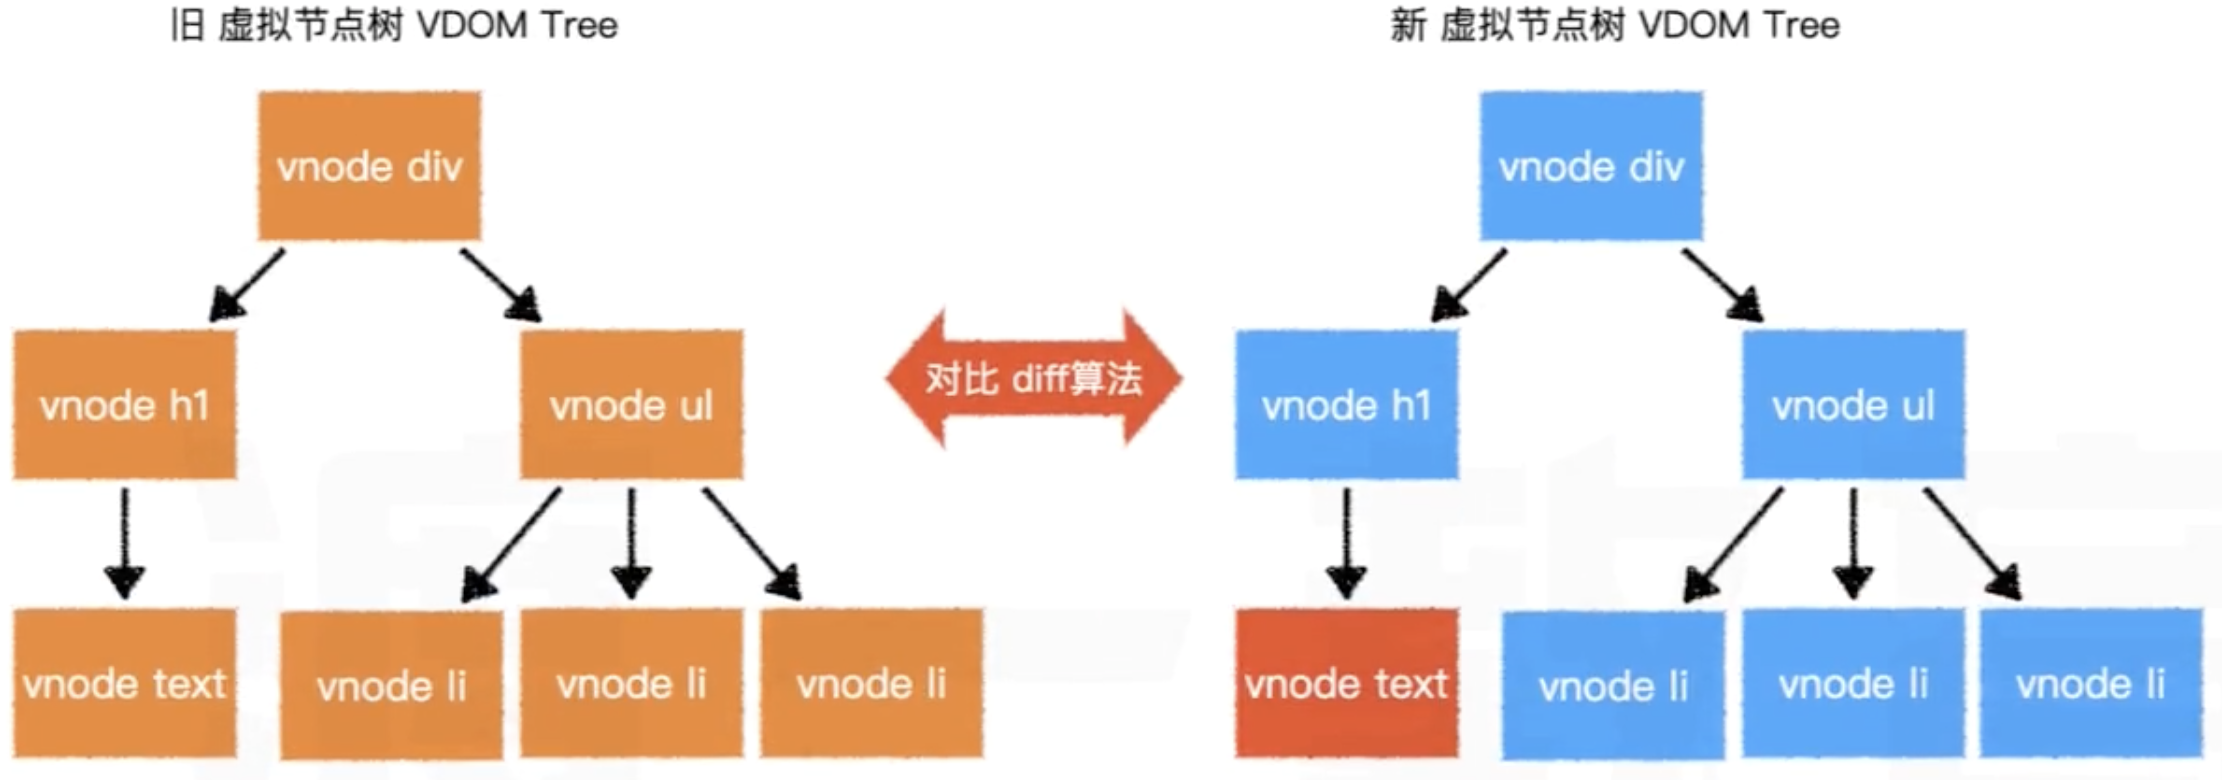 旧 虚拟节点树 VDOM Tree
新 虚拟节点树 VDOM Tree
vnode div
vnode div
vnode h1
vnode ul
对比 diff算法
vnode h1
vnode ul
vnode text
vnode li
vnode li
vnode li
vnode text
vnode li
vnode li
vnode li